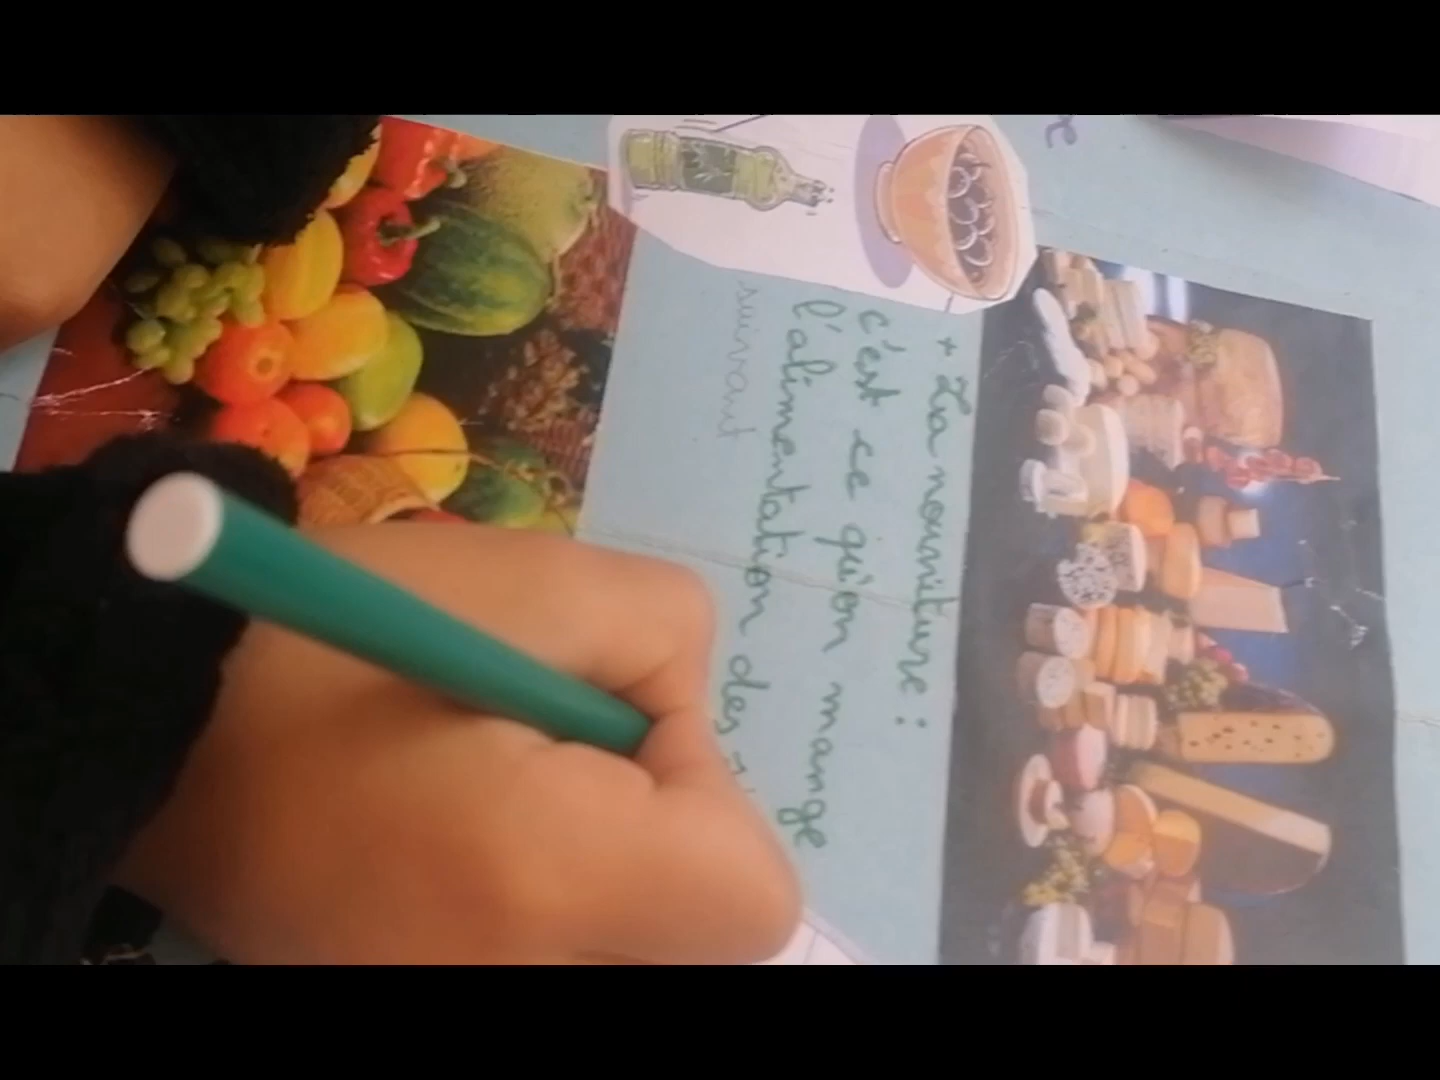 + La nourriture :
c'est ce qu'on mange
l'alimentation des
suivant